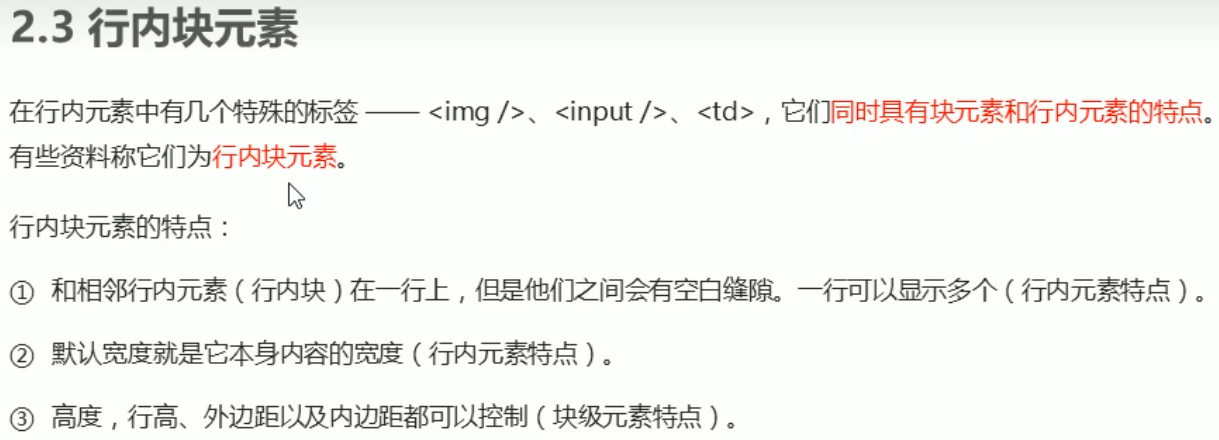 2.3 行内块元素
在行内元素中有几个特殊的标签 —— <img />、<input />、<td>，它们同时具有块元素和行内元素的特点。
有些资料称它们为行内块元素。
行内块元素的特点：
① 和相邻行内元素（行内块）在一行上，但是他们之间会有空白缝隙。一行可以显示多个（行内元素特点）。
② 默认宽度就是它本身内容的宽度（行内元素特点）。
③ 高度，行高、外边距以及内边距都可以控制（块级元素特点）。